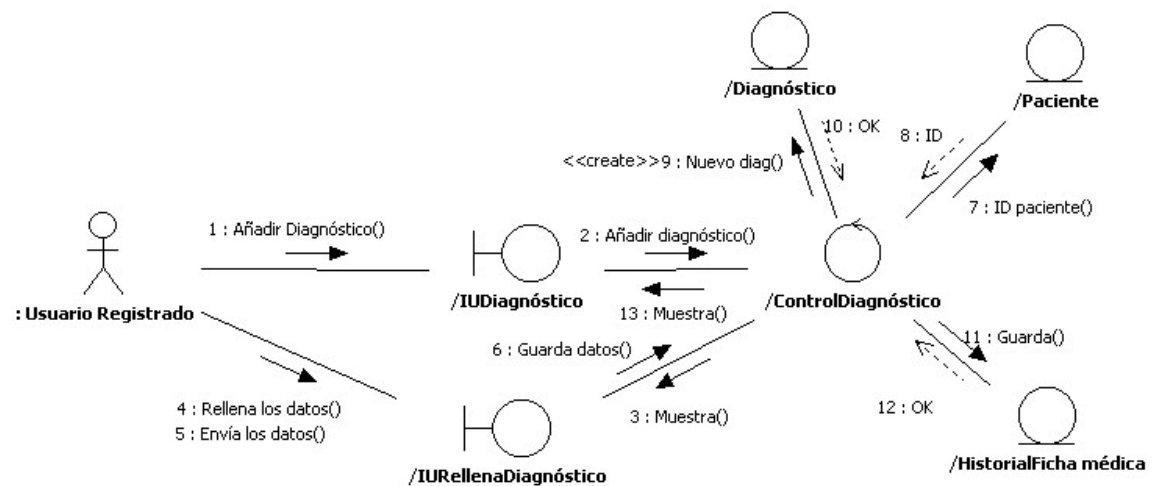 /Diagnóstico
/Paciente
10 : OK
8 : ID
<<create>>9 : Nuevo diag()
7 : ID paciente()
1 : Añadir Diagnóstico()
2 : Añadir diagnóstico()
: Usuario Registrado
/IUDiagnóstico
/ControlDiagnóstico
13 : Muestra()
11 : Guarda()
6 : Guarda datos()
4 : Rellena los datos()
5 : Envía los datos()
3 : Muestra()
12 : OK
/IURellenaDiagnóstico
/HistorialFicha médica